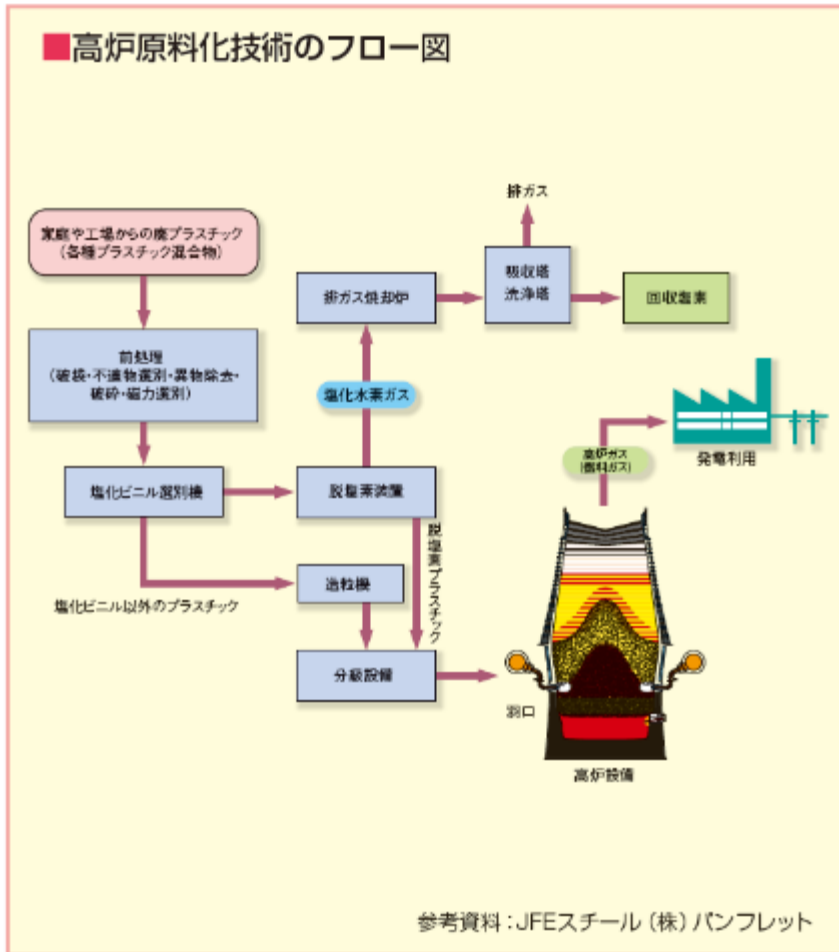 ■高炉原料化技術のフロー図
排ガス
家庭や工場からの廃プラスチック
(各種プラスチック混合物)
排ガス焼却炉
吸収塔
洗浄塔
回収塩素
前処理
(破袋・不適物選別・異物除去・
破砕・磁力選別)
塩化水素ガス
高炉ガス
(燃料ガス)
発電利用
塩化ビニル選別機
脱塩素装置
脱塩素プラスチック
造粒機
塩化ビニル以外のプラスチック
分級設備
羽口
高炉設備
参考資料:JFEスチール(株)パンフレット